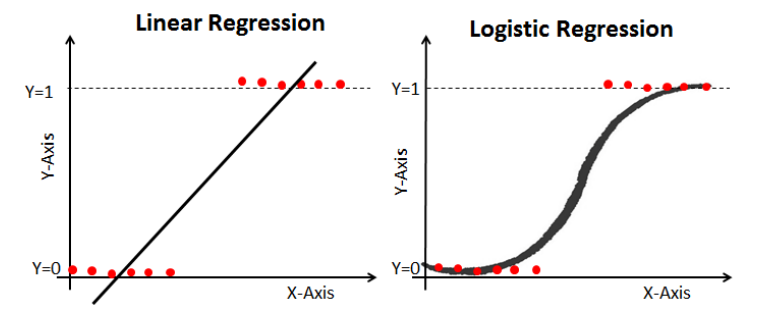 Linear Regression
Y=1
Y-Axis
Y=0
X-Axis
Logistic Regression
Y=1
Y-Axis
Y=0
X-Axis